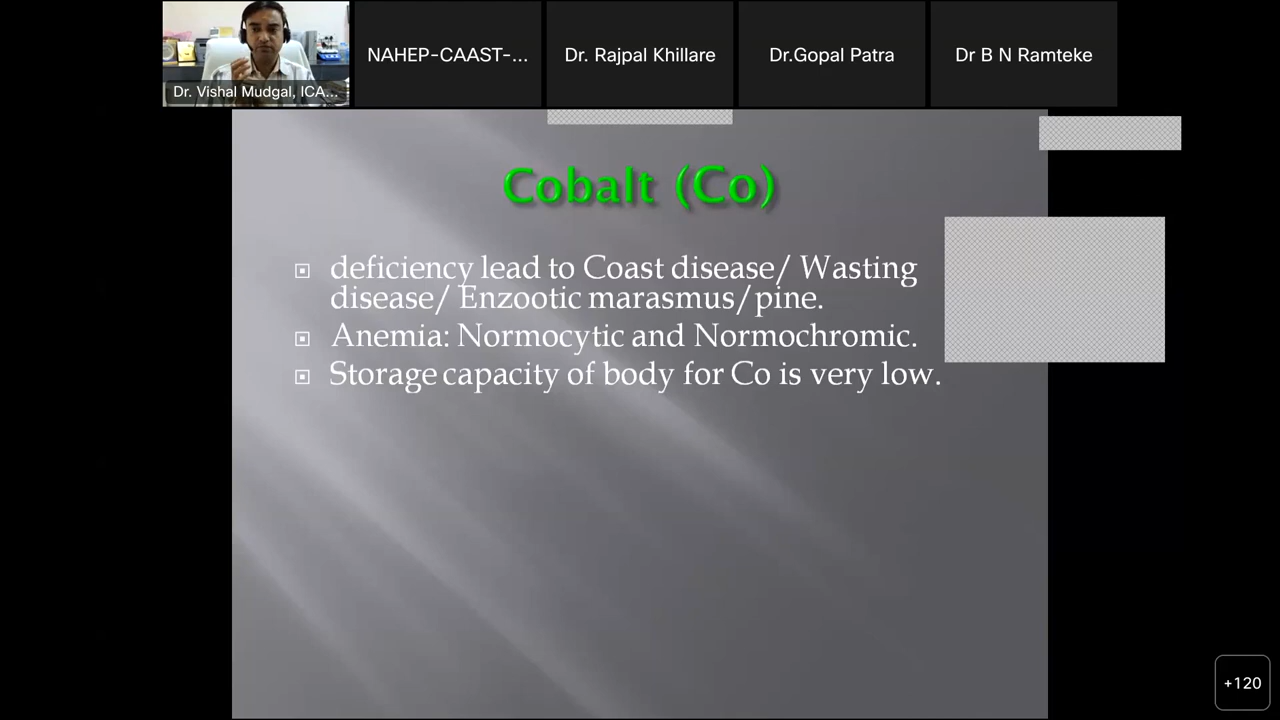 Dr. Vishal Mudgal, ICA...
NAHEP-CAAST-...
Dr. Rajpal Khillare
Dr.Gopal Patra
Dr B N Ramteke
Cobalt (Co)
deficiency lead to Coast disease/ Wasting
disease/ Enzootic marasmus/pine.
Anemia: Normocytic and Normochromic.
Storage capacity of body for Co is very low.
+120